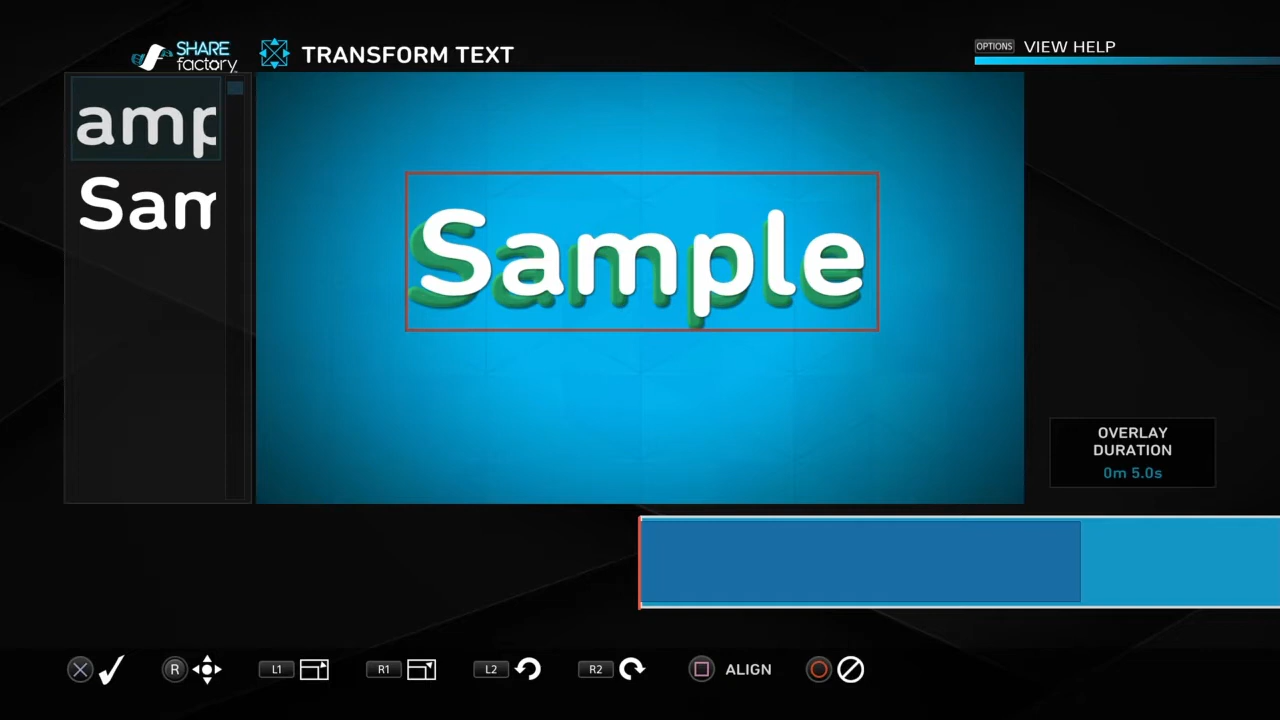 SHARE
factory
TRANSFORM TEXT
OPTIONS VIEW HELP
amp
Sam
Sample
OVERLAY
DURATION
0m 5.0s
R L1 R1 L2 R2 ALIGN